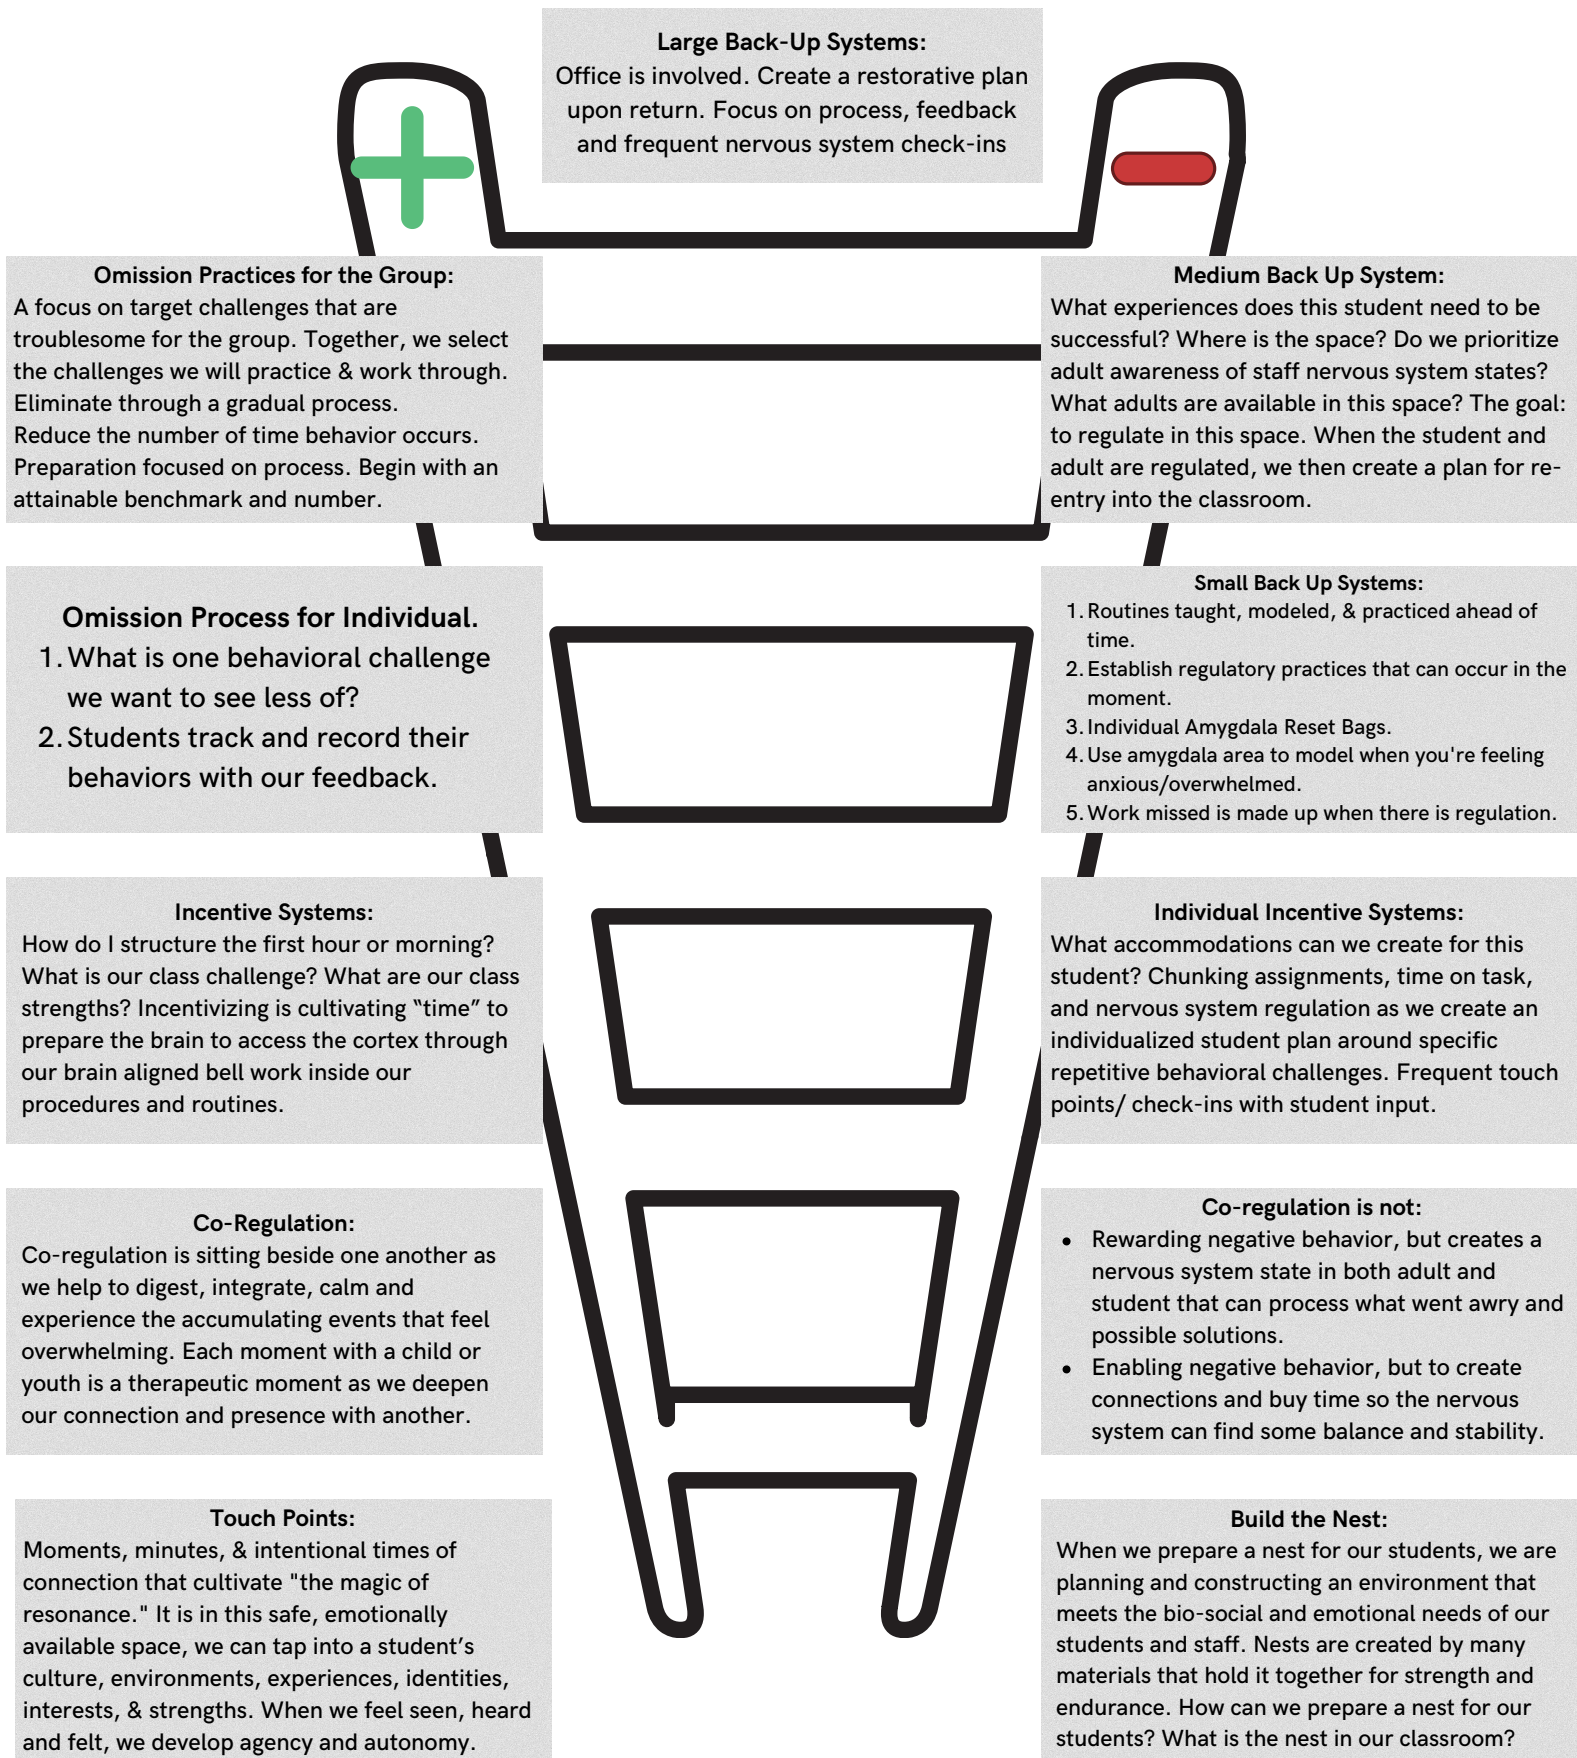 Large Back-Up Systems:
Office is involved. Create a restorative plan
upon return. Focus on process, feedback
and frequent nervous system check-ins
Omission Practices for the Group:
A focus on target challenges that are
troublesome for the group. Together, we select
the challenges we will practice & work through.
Eliminate through a gradual process.
Reduce the number of time behavior occurs.
Preparation focused on process. Begin with an
attainable benchmark and number.
Medium Back Up System:
What experiences does this student need to be
successful? Where is the space? Do we prioritize
adult awareness of staff nervous system states?
What adults are available in this space? The goal:
to regulate in this space. When the student and
adult are regulated, we then create a plan for re-
entry into the classroom.
Omission Process for Individual.
1. What is one behavioral challenge
we want to see less of?
2. Students track and record their
behaviors with our feedback.
Small Back Up Systems:
1. Routines taught, modeled, & practiced ahead of
time.
2. Establish regulatory practices that can occur in the
moment.
3. Individual Amygdala Reset Bags.
4. Use amygdala area to model when you're feeling
anxious/overwhelmed.
5. Work missed is made up when there is regulation.
Incentive Systems:
How do I structure the first hour or morning?
What is our class challenge? What are our class
strengths? Incentivizing is cultivating “time” to
prepare the brain to access the cortex through
our brain aligned bell work inside our
procedures and routines.
Individual Incentive Systems:
What accommodations can we create for this
student? Chunking assignments, time on task,
and nervous system regulation as we create an
individualized student plan around specific
repetitive behavioral challenges. Frequent touch
points/ check-ins with student input.
Co-Regulation:
Co-regulation is sitting beside one another as
we help to digest, integrate, calm and
experience the accumulating events that feel
overwhelming. Each moment with a child or
youth is a therapeutic moment as we deepen
our connection and presence with another.
Co-regulation is not:
• Rewarding negative behavior, but creates a
nervous system state in both adult and
student that can process what went awry and
possible solutions.
• Enabling negative behavior, but to create
connections and buy time so the nervous
system can find some balance and stability.
Touch Points:
Moments, minutes, & intentional times of
connection that cultivate "the magic of
resonance." It is in this safe, emotionally
available space, we can tap into a student’s
culture, environments, experiences, identities,
interests, & strengths. When we feel seen, heard
and felt, we develop agency and autonomy.
Build the Nest:
When we prepare a nest for our students, we are
planning and constructing an environment that
meets the bio-social and emotional needs of our
students and staff. Nests are created by many
materials that hold it together for strength and
endurance. How can we prepare a nest for our
students? What is the nest in our classroom?